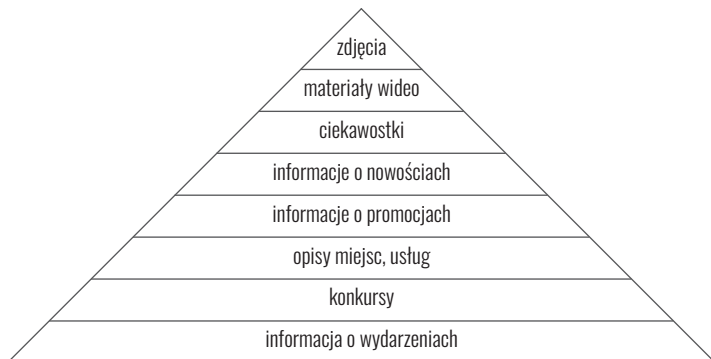 zdjęcia
materiały wideo
ciekawostki
informacje o nowościach
informacje o promocjach
opisy miejsc, usług
konkursy
informacja o wydarzeniach